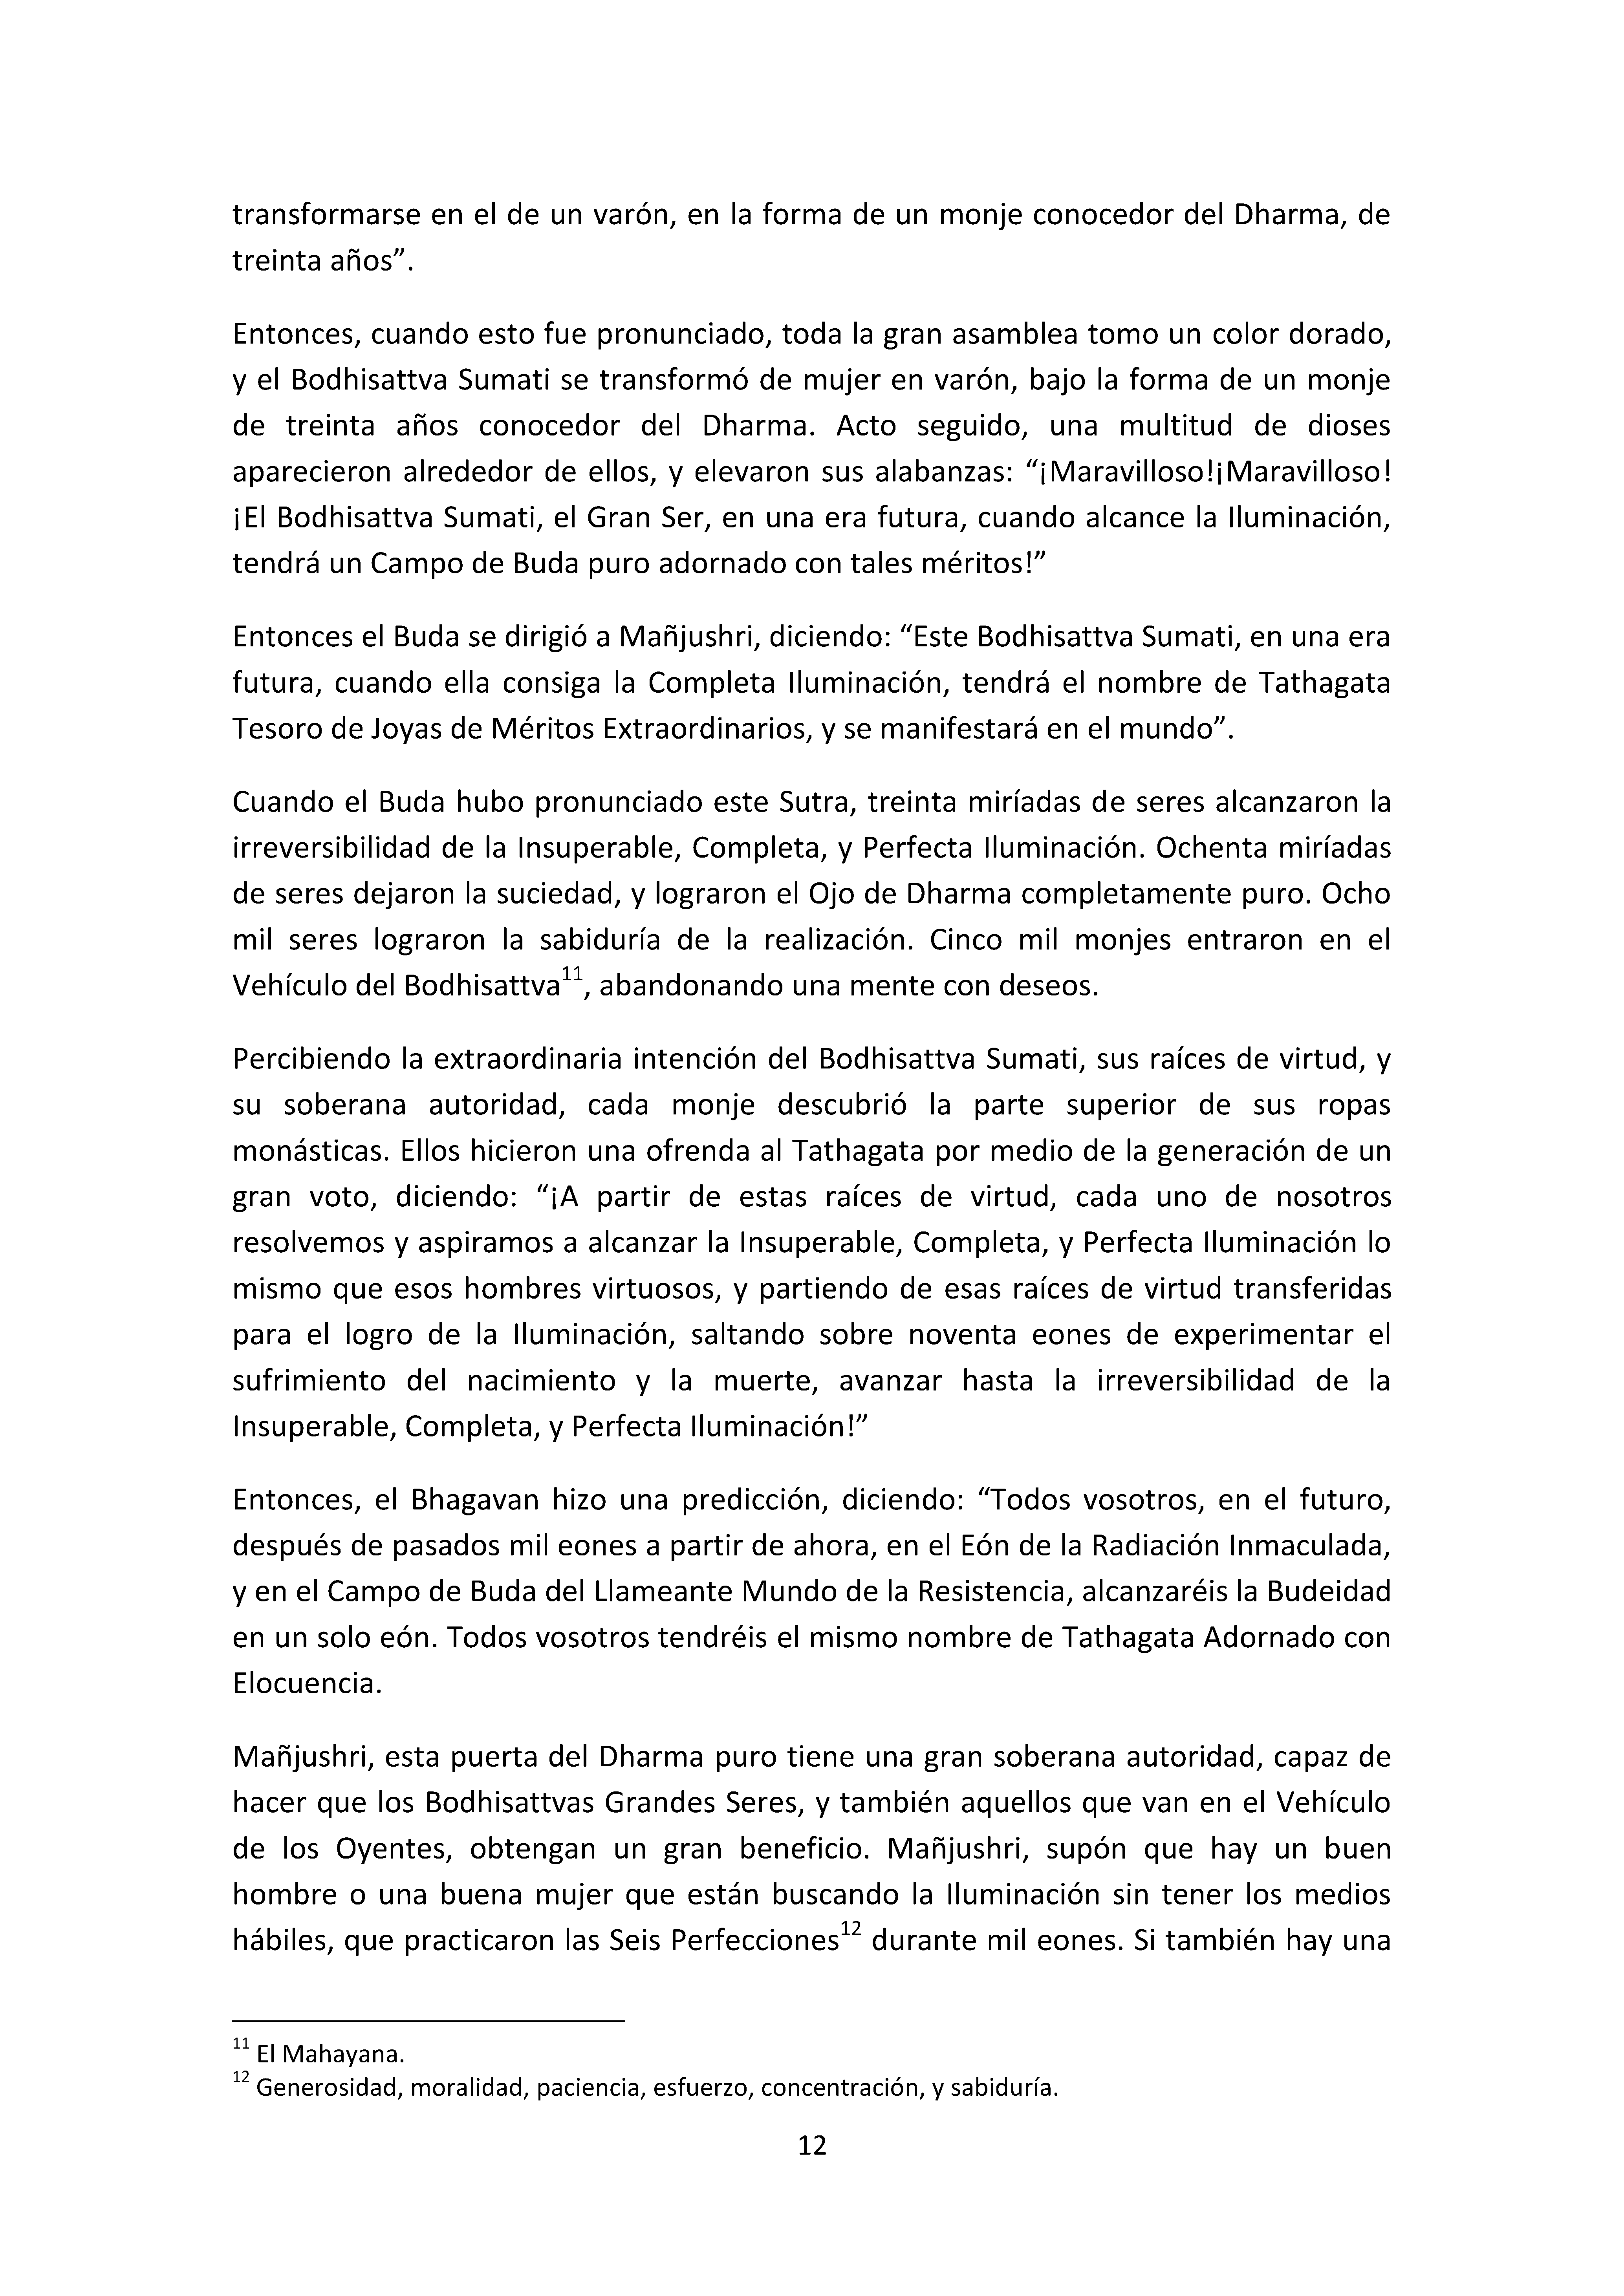 transformarse en el de un varón, en la forma de un monje conocedor del Dharma, de
treinta años”.
Entonces, cuando esto fue pronunciado, toda la gran asamblea tomo un color dorado,
y el Bodhisattva Sumati se transformó de mujer en varón, bajo la forma de un monje
de treinta años conocedor del Dharma. Acto seguido, una multitud de dioses
aparecieron alrededor de ellos, y elevaron sus alabanzas: “¡Maravilloso!¡Maravilloso!
¡El Bodhisattva Sumati, el Gran Ser, en una era futura, cuando alcance la Iluminación,
tendrá un Campo de Buda puro adornado con tales méritos!”
Entonces el Buda se dirigió a Mañjushri, diciendo: “Este Bodhisattva Sumati, en una era
futura, cuando ella consiga la Completa Iluminación, tendrá el nombre de Tathagata
Tesoro de Joyas de Méritos Extraordinarios, y se manifestará en el mundo”.
Cuando el Buda hubo pronunciado este Sutra, treinta miríadas de seres alcanzaron la
irreversibilidad de la Insuperable, Completa, y Perfecta Iluminación. Ochenta miríadas
de seres dejaron la suciedad, y lograron el Ojo de Dharma completamente puro. Ocho
mil seres lograron la sabiduría de la realización. Cinco mil monjes entraron en el
Vehículo del Bodhisattva11, abandonando una mente con deseos.
Percibiendo la extraordinaria intención del Bodhisattva Sumati, sus raíces de virtud, y
su soberana autoridad, cada monje descubrió la parte superior de sus ropas
monásticas. Ellos hicieron una ofrenda al Tathagata por medio de la generación de un
gran voto, diciendo: “¡A partir de estas raíces de virtud, cada uno de nosotros
resolvemos y aspiramos a alcanzar la Insuperable, Completa, y Perfecta Iluminación lo
mismo que esos hombres virtuosos, y partiendo de esas raíces de virtud transferidas
para el logro de la Iluminación, saltando sobre noventa eones de experimentar el
sufrimiento del nacimiento y la muerte, avanzar hasta la irreversibilidad de la
Insuperable, Completa, y Perfecta Iluminación!”
Entonces, el Bhagavan hizo una predicción, diciendo: “Todos vosotros, en el futuro,
después de pasados mil eones a partir de ahora, en el Eón de la Radiación Inmaculada,
y en el Campo de Buda del Llameante Mundo de la Resistencia, alcanzaréis la Budeidad
en un solo eón. Todos vosotros tendréis el mismo nombre de Tathagata Adornado con
Elocuencia.
Mañjushri, esta puerta del Dharma puro tiene una gran soberana autoridad, capaz de
hacer que los Bodhisattvas Grandes Seres, y también aquellos que van en el Vehículo
de los Oyentes, obtengan un gran beneficio. Mañjushri, supón que hay un buen
hombre o una buena mujer que están buscando la Iluminación sin tener los medios
hábiles, que practicaron las Seis Perfecciones12 durante mil eones. Si también hay una
11 El Mahayana.
12 Generosidad, moralidad, paciencia, esfuerzo, concentración, y sabiduría.
12